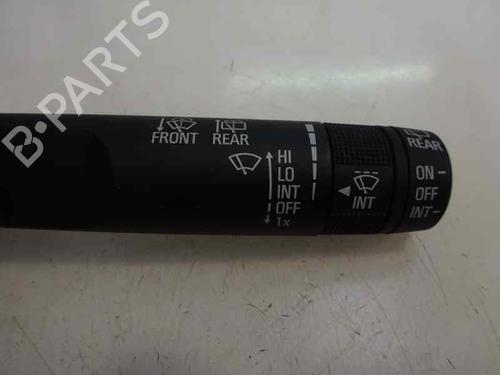 B-PARTS
FRONT REAR
HI
LO
INT
OFF
1x
INT
REAR
ON
OFF
INT